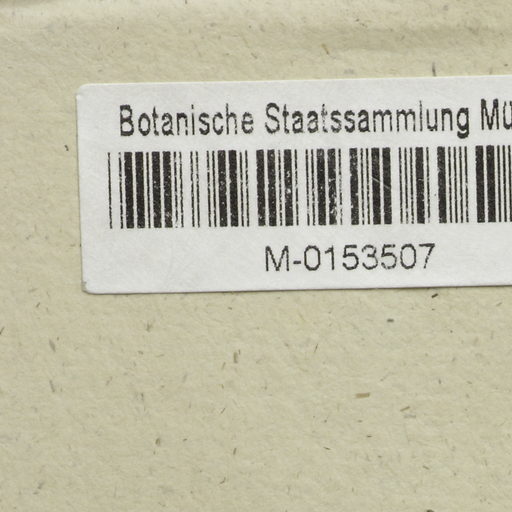 Botanische Staatssammlung Mü
M-0153507